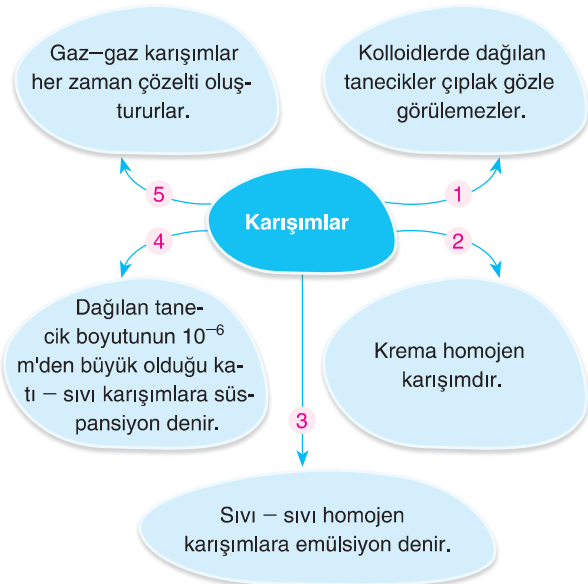 Gaz–gaz karışımlar
her zaman çözelti oluş-
tururlar.
Kolloidlerde dağılan
tanecikler çıplak gözle
görülemezler.
5
1
Karışımlar
4
2
Dağılan tane-
cik boyutunun 10⁻⁶
m'den büyük olduğu ka-
tı – sıvı karışımlara süs-
pansiyon denir.
Krema homojen
karışımdır.
3
Sıvı – sıvı homojen
karışımlara emülsiyon denir.